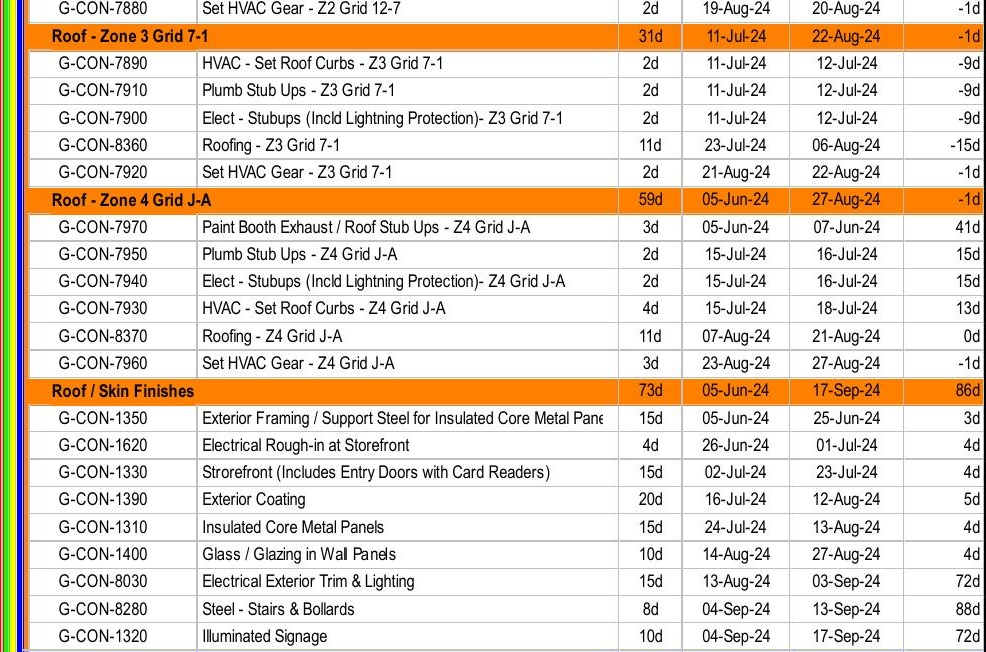 G-CON-7880 Set HVAC Gear - Z2 Grid 12-7 2d 19-Aug-24 20-Aug-24 -1d
Roof - Zone 3 Grid 7-1 31d 11-Jul-24 22-Aug-24 -1d
G-CON-7890 HVAC - Set Roof Curbs - Z3 Grid 7-1 2d 11-Jul-24 12-Jul-24 -9d
G-CON-7910 Plumb Stub Ups - Z3 Grid 7-1 2d 11-Jul-24 12-Jul-24 -9d
G-CON-7900 Elect - Stubups (Incld Lightning Protection)- Z3 Grid 7-1 2d 11-Jul-24 12-Jul-24 -9d
G-CON-8360 Roofing - Z3 Grid 7-1 11d 23-Jul-24 06-Aug-24 -15d
G-CON-7920 Set HVAC Gear - Z3 Grid 7-1 2d 21-Aug-24 22-Aug-24 -1d
Roof - Zone 4 Grid J-A 59d 05-Jun-24 27-Aug-24 -1d
G-CON-7970 Paint Booth Exhaust / Roof Stub Ups - Z4 Grid J-A 3d 05-Jun-24 07-Jun-24 41d
G-CON-7950 Plumb Stub Ups - Z4 Grid J-A 2d 15-Jul-24 16-Jul-24 15d
G-CON-7940 Elect - Stubups (Incld Lightning Protection)- Z4 Grid J-A 2d 15-Jul-24 16-Jul-24 15d
G-CON-7930 HVAC - Set Roof Curbs - Z4 Grid J-A 4d 15-Jul-24 18-Jul-24 13d
G-CON-8370 Roofing - Z4 Grid J-A 11d 07-Aug-24 21-Aug-24 0d
G-CON-7960 Set HVAC Gear - Z4 Grid J-A 3d 23-Aug-24 27-Aug-24 -1d
Roof / Skin Finishes 73d 05-Jun-24 17-Sep-24 86d
G-CON-1350 Exterior Framing / Support Steel for Insulated Core Metal Pane 15d 05-Jun-24 25-Jun-24 3d
G-CON-1620 Electrical Rough-in at Storefront 4d 26-Jun-24 01-Jul-24 4d
G-CON-1330 Strorefront (Includes Entry Doors with Card Readers) 15d 02-Jul-24 23-Jul-24 4d
G-CON-1390 Exterior Coating 20d 16-Jul-24 12-Aug-24 5d
G-CON-1310 Insulated Core Metal Panels 15d 24-Jul-24 13-Aug-24 4d
G-CON-1400 Glass / Glazing in Wall Panels 10d 14-Aug-24 27-Aug-24 4d
G-CON-8030 Electrical Exterior Trim & Lighting 15d 13-Aug-24 03-Sep-24 72d
G-CON-8280 Steel - Stairs & Bollards 8d 04-Sep-24 13-Sep-24 88d
G-CON-1320 Illuminated Signage 10d 04-Sep-24 17-Sep-24 72d